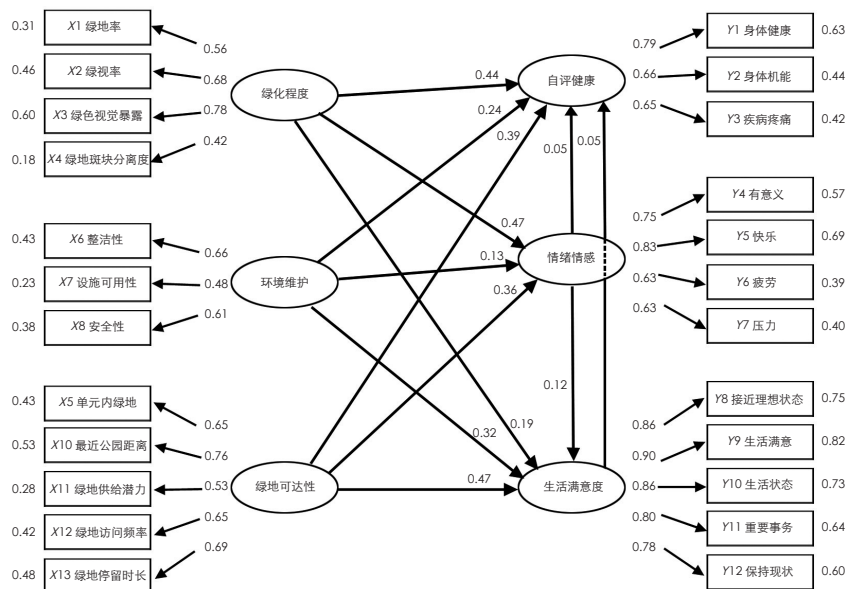 0.31 X1 绿地率
0.56
0.46 X2 绿视率
0.68
0.60 X3 绿色视觉暴露
0.78
0.18 X4 绿地斑块分离度
0.42
0.43 X6 整洁性
0.66
0.23 X7 设施可用性
0.48
0.38 X8 安全性
0.61
0.43 X5 单元内绿地
0.65
0.53 X10 最近公园距离
0.76
0.28 X11 绿地供给潜力
0.53
0.42 X12 绿地访问频率
0.65
0.48 X13 绿地停留时长
0.69
绿化程度
环境维护
绿地可达性
0.44
0.24
0.39
0.47
0.13
0.36
0.19
0.32
0.47
0.05
0.05
0.12
自评健康
情绪情感
生活满意度
0.79
Y1 身体健康 0.63
0.66
Y2 身体机能 0.44
0.65
Y3 疾病疼痛 0.42
0.75
Y4 有意义 0.57
0.83
Y5 快乐 0.69
0.63
Y6 疲劳 0.39
0.63
Y7 压力 0.40
0.86
Y8 接近理想状态 0.75
0.90
Y9 生活满意 0.82
0.86
Y10 生活状态 0.73
0.80
Y11 重要事务 0.64
0.78
Y12 保持现状 0.60